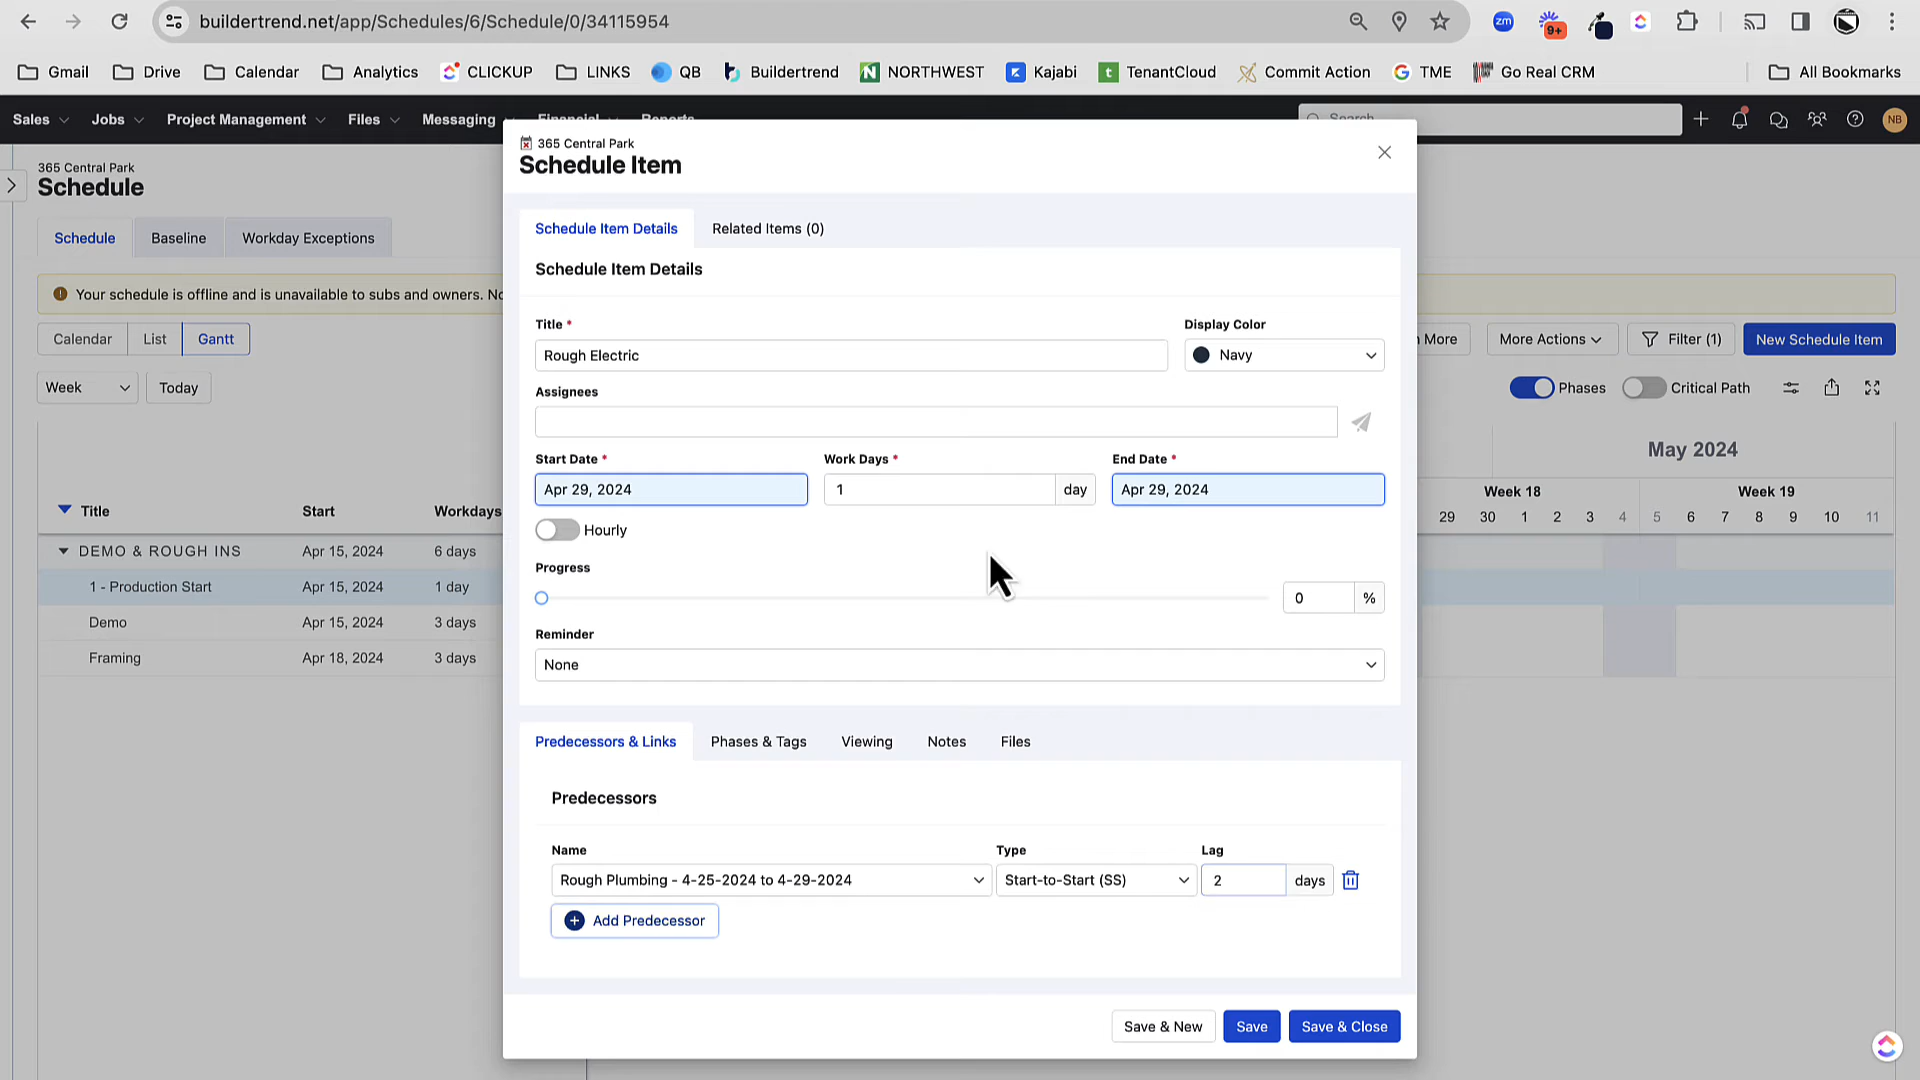 buildertrend.net/app/Schedules/6/Schedule/0/34115954
zm
9+
Gmail
Drive
Calendar
Analytics
CLICKUP
LINKS
QB
Buildertrend
NORTHWEST
Kajabi
TenantCloud
Commit Action
TME
Go Real CRM
All Bookmarks
Sales
Jobs
Project Management
Files
Messaging
Financial
Reports
Search
NB
365 Central Park
Schedule
Schedule
Baseline
Workday Exceptions
Your schedule is offline and is unavailable to subs and owners. No
Calendar
List
Gantt
More
More Actions
Filter (1)
New Schedule Item
Week
Today
Phases
Critical Path
May 2024
Week 18
Week 19
29 30 1 2 3 4 5 6 7 8 9 10 11
Title
Start
Workdays
DEMO & ROUGH INS
Apr 15, 2024
6 days
1 - Production Start
Apr 15, 2024
1 day
Demo
Apr 15, 2024
3 days
Framing
Apr 18, 2024
3 days
365 Central Park
Schedule Item
Schedule Item Details
Related Items (0)
Schedule Item Details
Title *
Display Color
Rough Electric
Navy
Assignees
Start Date *
Work Days *
End Date *
Apr 29, 2024
1
day
Apr 29, 2024
Hourly
Progress
0
%
Reminder
None
Predecessors & Links
Phases & Tags
Viewing
Notes
Files
Predecessors
Name
Type
Lag
Rough Plumbing - 4-25-2024 to 4-29-2024
Start-to-Start (SS)
2
days
Add Predecessor
Save & New
Save
Save & Close